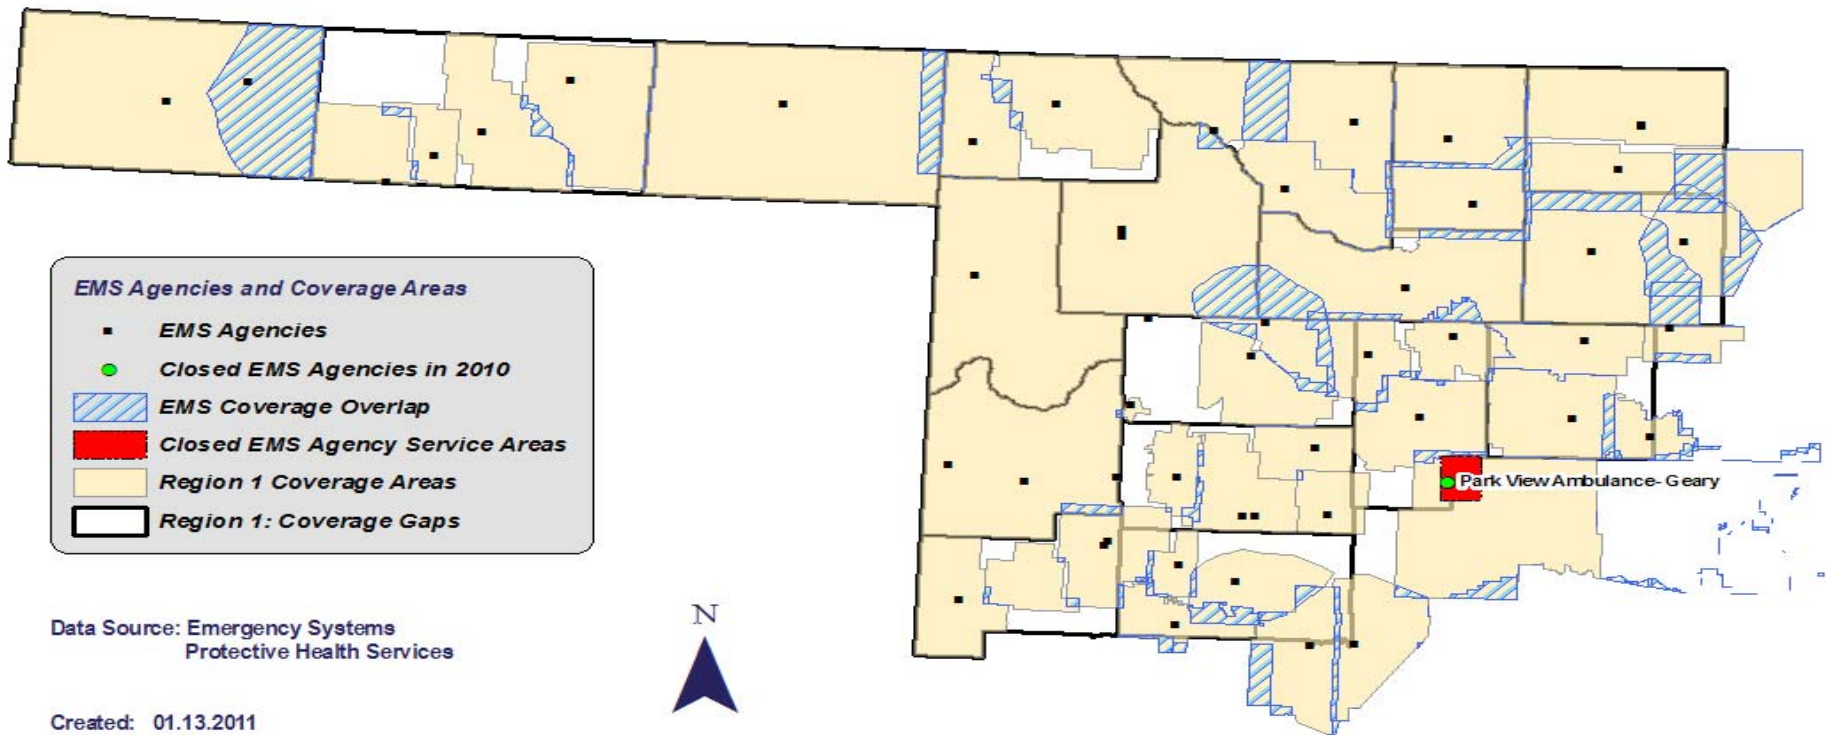 EMS Agencies and Coverage Areas
EMS Agencies
Closed EMS Agencies in 2010
EMS Coverage Overlap
Closed EMS Agency Service Areas
Region 1 Coverage Areas
Region 1: Coverage Gaps
Park View Ambulance- Geary
Data Source: Emergency Systems
Protective Health Services
N
Created: 01.13.2011